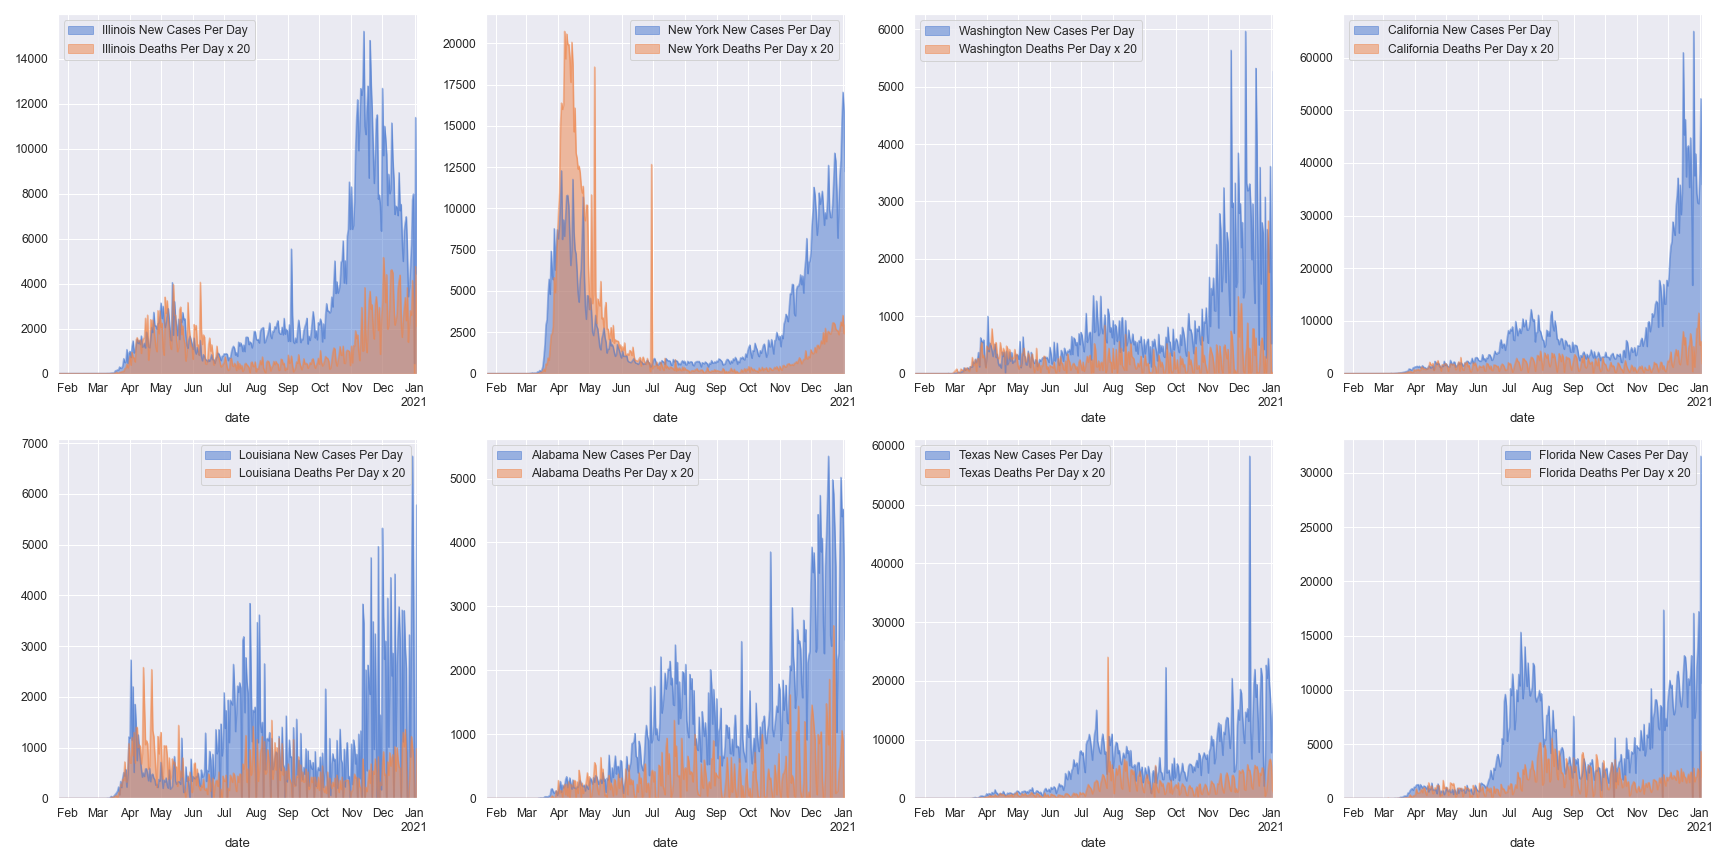 Illinois New Cases Per Day
Illinois Deaths Per Day x 20
14000
12000
10000
8000
6000
4000
2000
0
Feb Mar Apr May Jun Jul Aug Sep Oct Nov Dec Jan
2021
date
New York New Cases Per Day
New York Deaths Per Day x 20
20000
17500
15000
12500
10000
7500
5000
2500
0
Feb Mar Apr May Jun Jul Aug Sep Oct Nov Dec Jan
2021
date
Washington New Cases Per Day
Washington Deaths Per Day x 20
6000
5000
4000
3000
2000
1000
0
Feb Mar Apr May Jun Jul Aug Sep Oct Nov Dec Jan
2021
date
California New Cases Per Day
California Deaths Per Day x 20
60000
50000
40000
30000
20000
10000
0
Feb Mar Apr May Jun Jul Aug Sep Oct Nov Dec Jan
2021
date
Louisiana New Cases Per Day
Louisiana Deaths Per Day x 20
7000
6000
5000
4000
3000
2000
1000
0
Feb Mar Apr May Jun Jul Aug Sep Oct Nov Dec Jan
2021
date
Alabama New Cases Per Day
Alabama Deaths Per Day x 20
5000
4000
3000
2000
1000
0
Feb Mar Apr May Jun Jul Aug Sep Oct Nov Dec Jan
2021
date
Texas New Cases Per Day
Texas Deaths Per Day x 20
60000
50000
40000
30000
20000
10000
0
Feb Mar Apr May Jun Jul Aug Sep Oct Nov Dec Jan
2021
date
Florida New Cases Per Day
Florida Deaths Per Day x 20
30000
25000
20000
15000
10000
5000
0
Feb Mar Apr May Jun Jul Aug Sep Oct Nov Dec Jan
2021
date